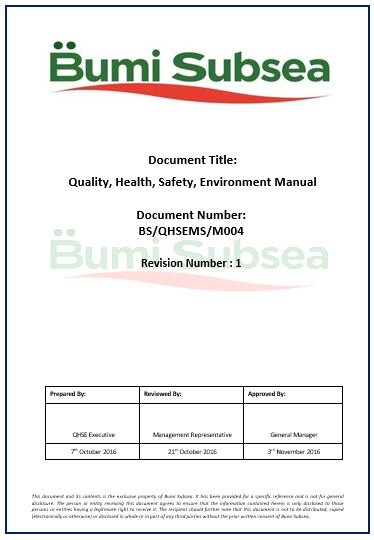 Bumi Subsea
Document Title:
Quality, Health, Safety, Environment Manual
Document Number:
BS/QHSEMS/M004
Bumi Subsea
Revision Number : 1
Prepared By: Reviewed By: Approved By:
QHSE Executive Management Representative General Manager
7th October 2016 21st October 2016 3rd November 2016
This document and its contents is the exclusive property of Bumi Subsea. It has been provided for a specific reference and is not for general
disclosure. The person or entity receiving this document agrees to ensure that the information contained herein is only disclosed to those
persons or entities having a legitimate right to receive it. The recipient should further note that this document is not to be distributed, copied
(electronically or otherwise) or disclosed in whole or in part of any third parties without the prior written consent of Bumi Subsea.